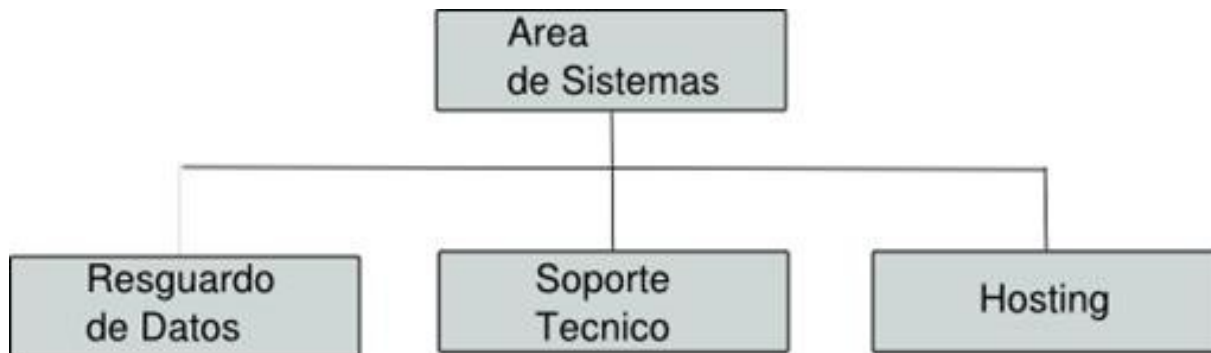 Area
de Sistemas
Resguardo
de Datos
Soporte
Tecnico
Hosting